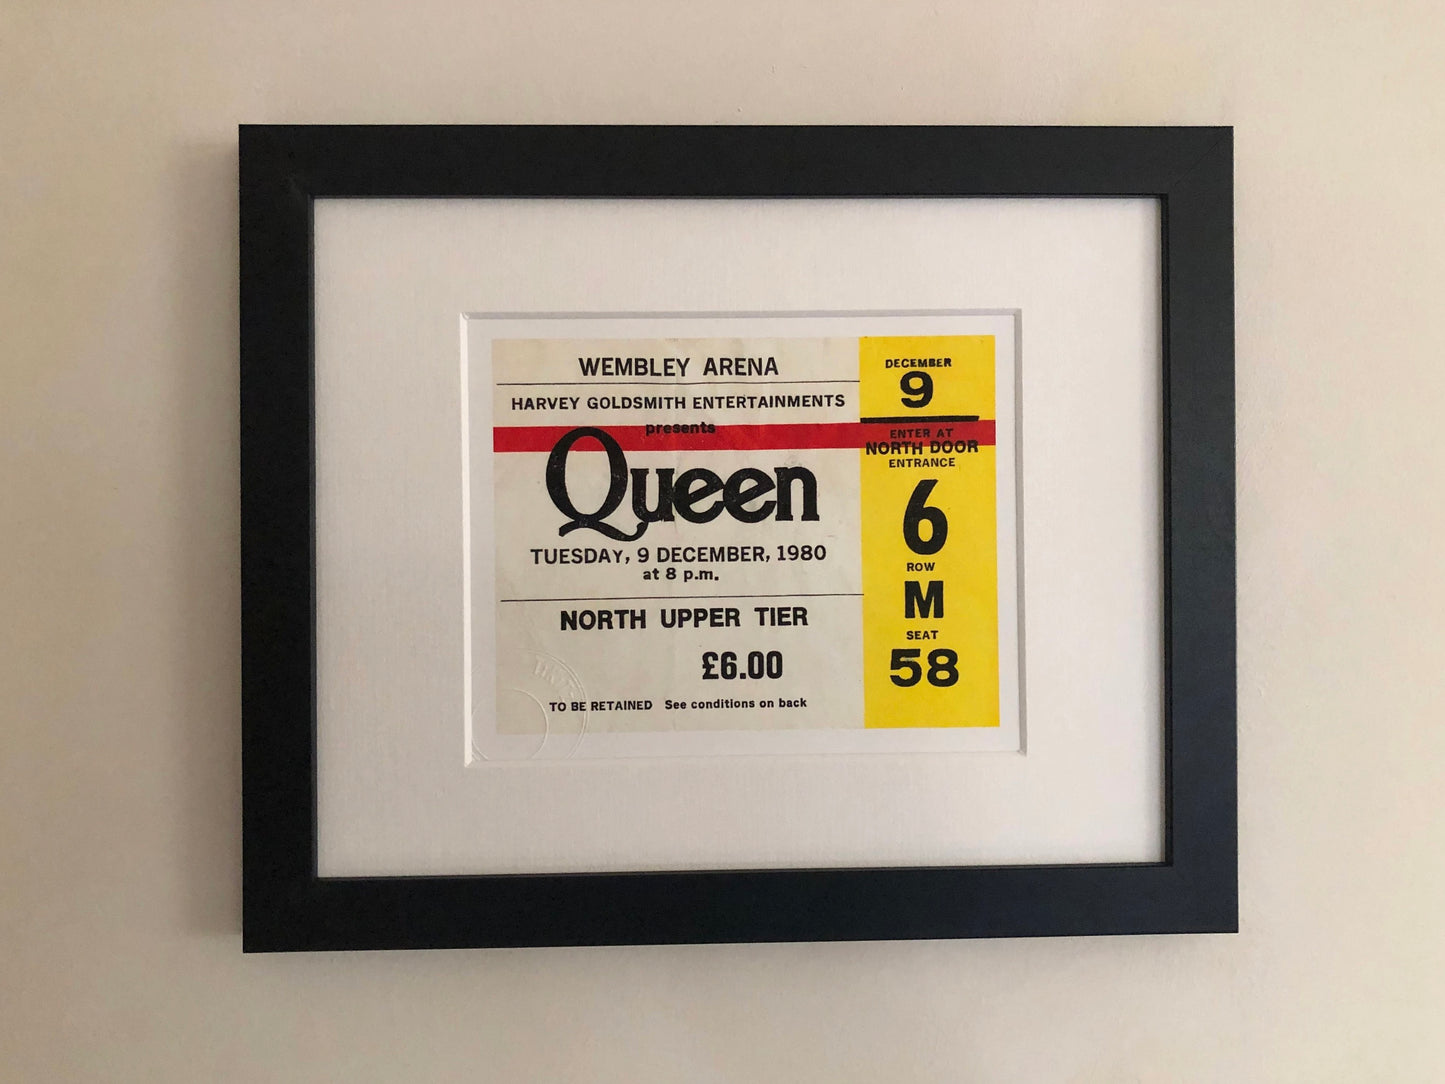 WEMBLEY ARENA
HARVEY GOLDSMITH ENTERTAINMENTS
presents
Queen
TUESDAY, 9 DECEMBER, 1980
at 8 p.m.
NORTH UPPER TIER
£6.00
TO BE RETAINED See conditions on back
DECEMBER
9
ENTER AT
NORTH DOOR
ENTRANCE
6
ROW
M
SEAT
58